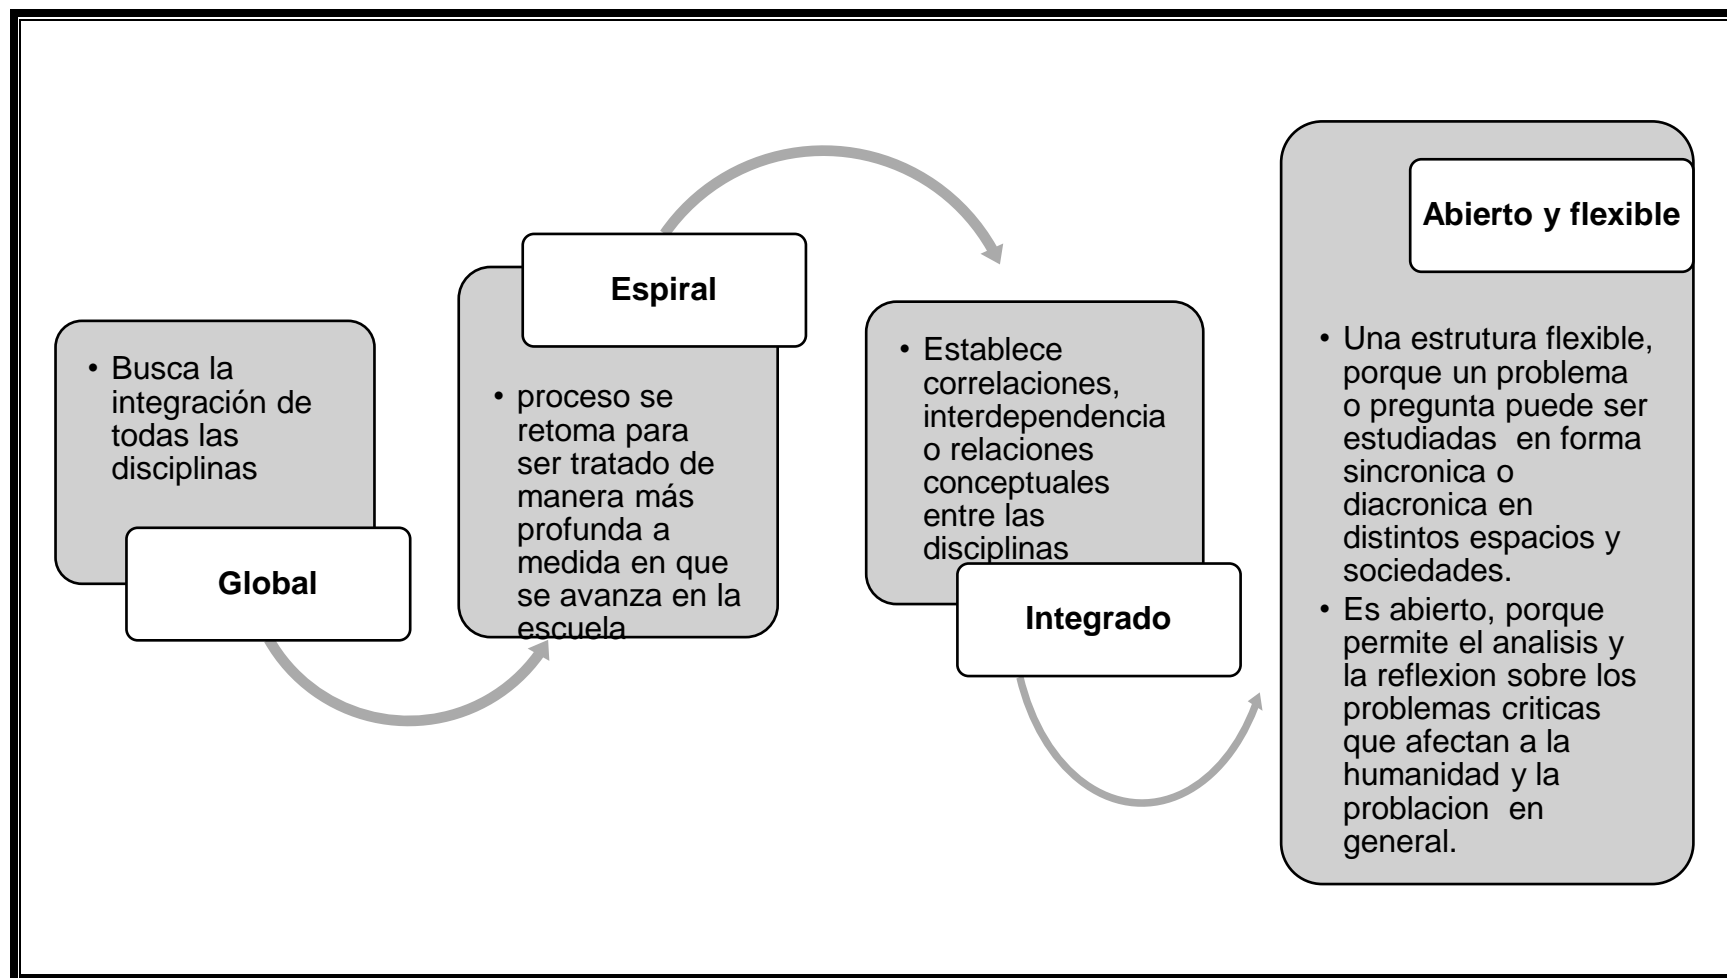 • Busca la
integración de
todas las
disciplinas
Global
Espiral
• proceso se
retoma para
ser tratado de
manera más
profunda a
medida en que
se avanza en la
escuela
• Establece
correlaciones,
interdependencia
o relaciones
conceptuales
entre las
disciplinas
Integrado
Abierto y flexible
• Una estrutura flexible,
porque un problema
o pregunta puede ser
estudiadas en forma
sincronica o
diacronica en
distintos espacios y
sociedades.
• Es abierto, porque
permite el analisis y
la reflexion sobre los
problemas criticas
que afectan a la
humanidad y la
problacion en
general.